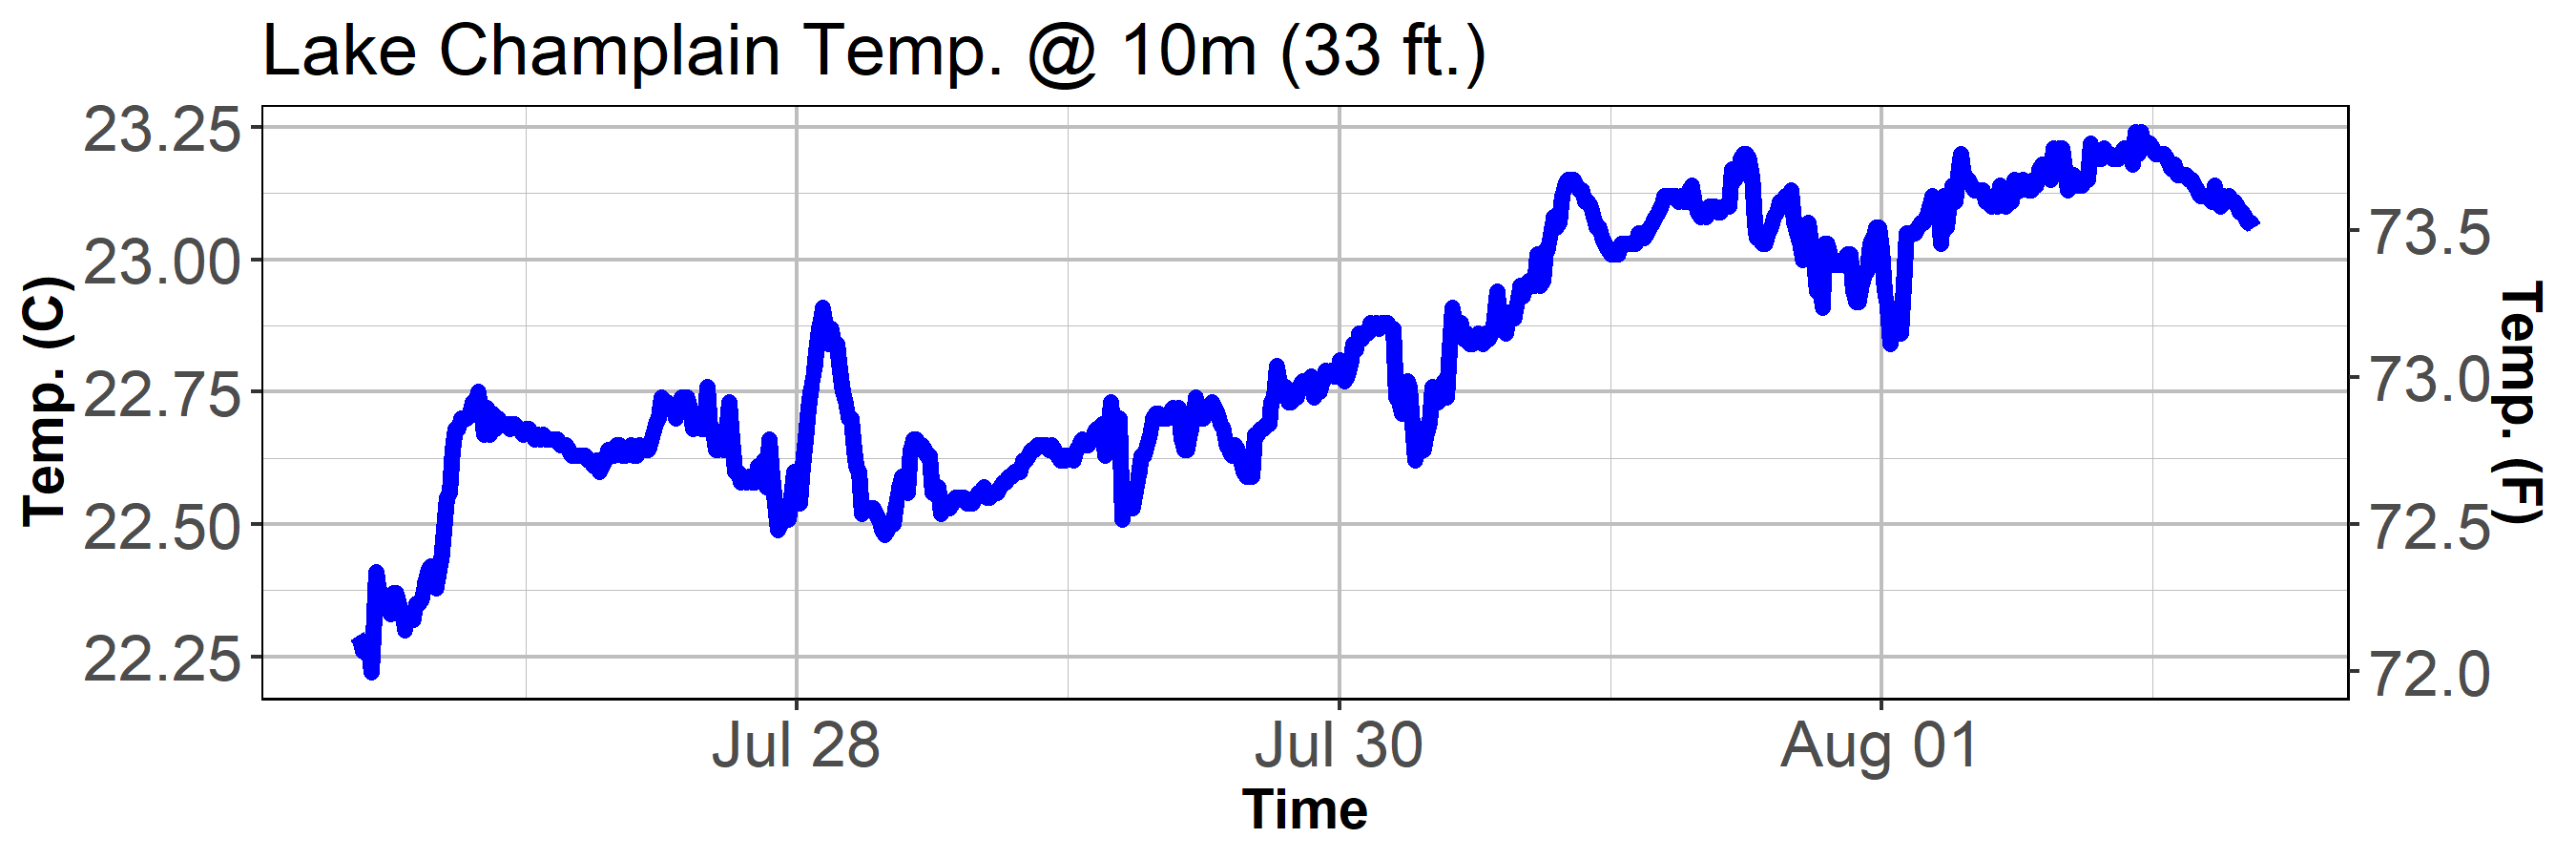 Lake Champlain Temp. @ 10m (33 ft.)
23.25
23.00
22.75
22.50
22.25
Temp. (C)
73.5
73.0
72.5
72.0
Temp. (F)
Jul 28 Jul 30 Aug 01
Time